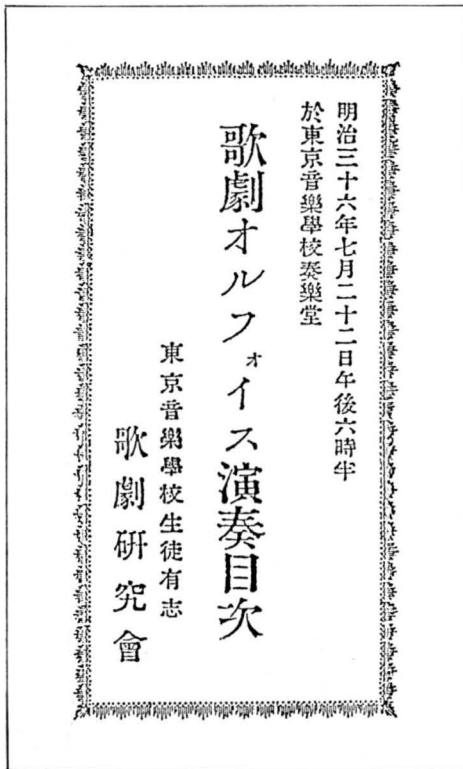 明治三十六年七月二十二日午後六時半
於東京音樂學校奏樂堂
歌劇オルフォイス演奏目次
東京音樂學校生徒有志
歌劇研究會